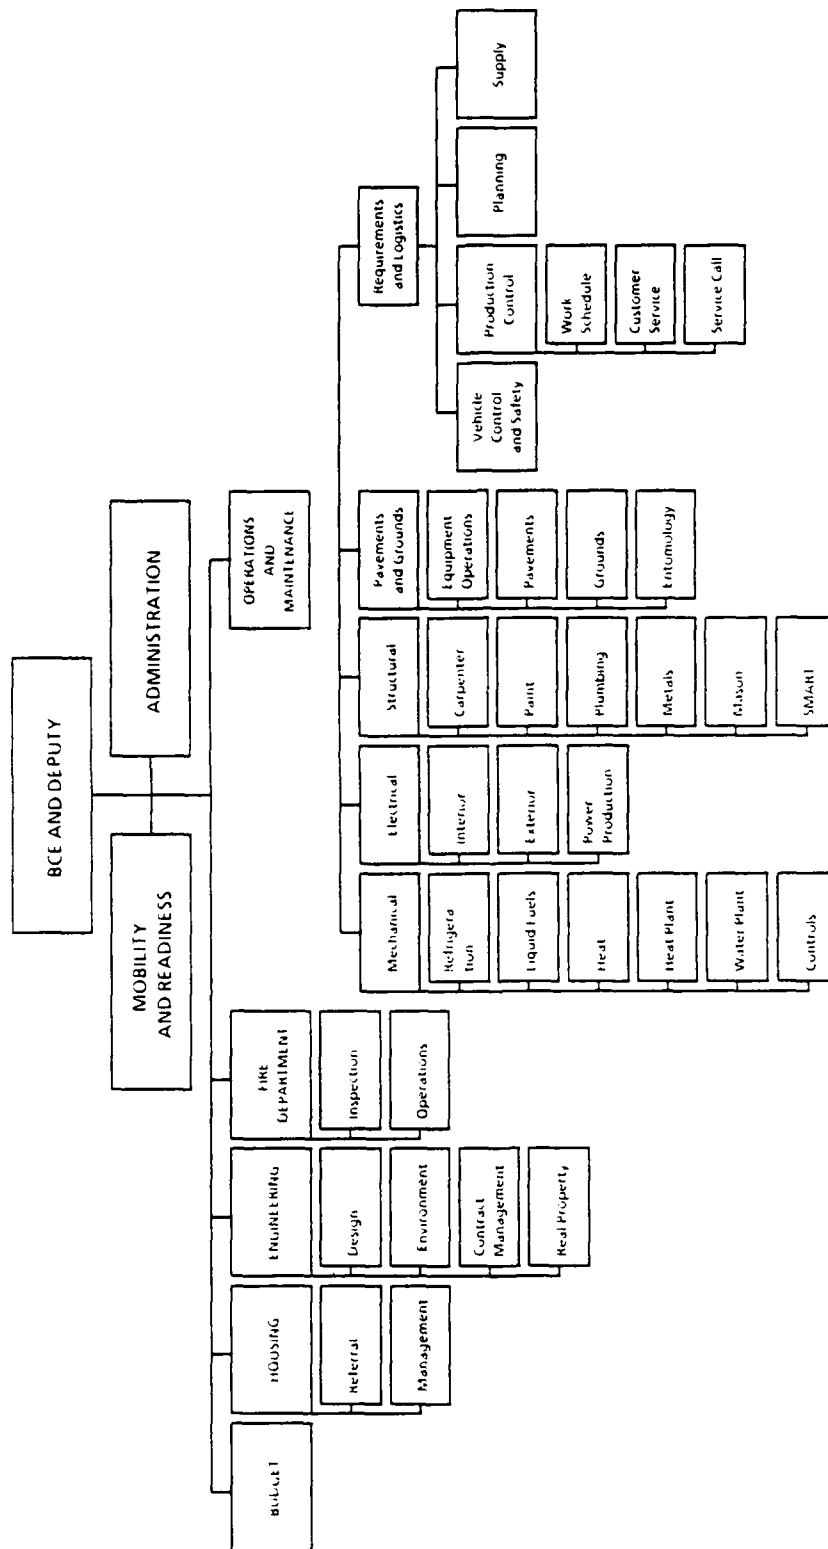 BCE AND DEPUTY
MOBILITY
AND READINESS
ADMINISTRATION
BUDGET
HOUSING
Referral
Management
ENGINEERING
Design
Environment
Contract
Management
Real Property
FIRE
DEPARTMENT
Inspection
Operations
OPERATIONS
AND
MAINTENANCE
Mechanical
Refrigera
tion
Liquid Fuels
Heat
Heat Plant
Water Plant
Controls
Electrical
Interior
Exterior
Power
Production
Structural
Carpenter
Paint
Plumbing
Metals
Mason
SMART
Pavements
and Grounds
Equipment
Operations
Pavements
Grounds
Entomology
Requirements
and Logistics
Vehicle
Control
and Safety
Production
Control
Work
Schedule
Customer
Service
Service Call
Planning
Supply